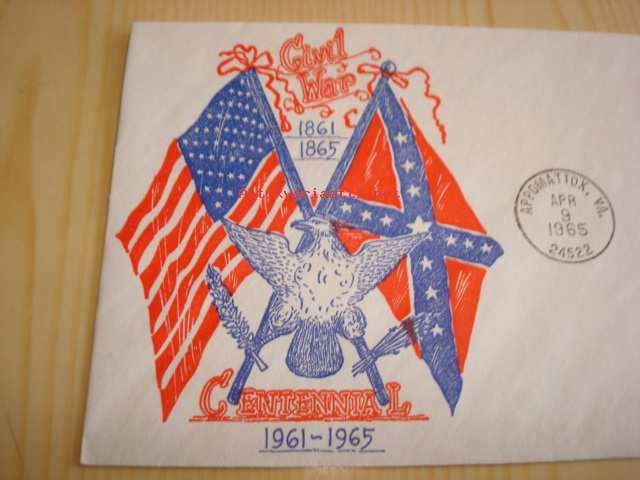 Civil
War
1861
1865
APPOMATTOX, VA.
APR
9
1965
24522
CENTENNIAL
1961~1965